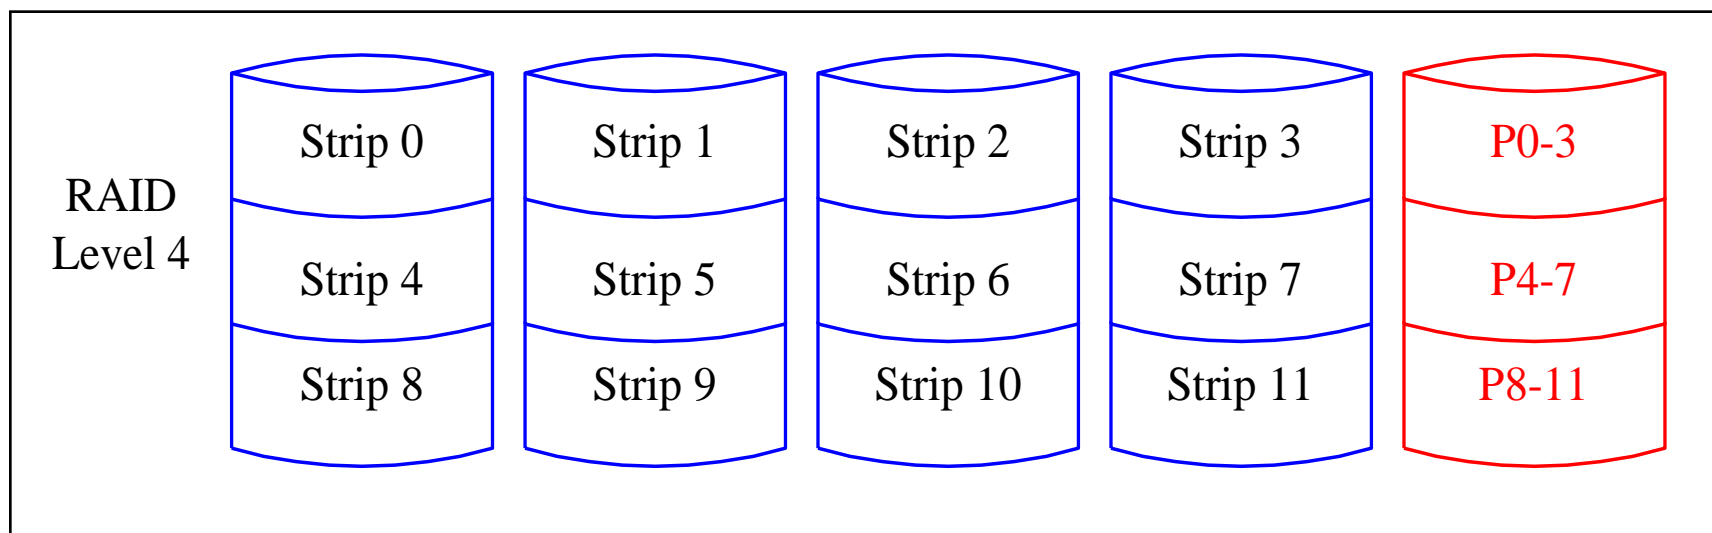 RAID
Level 4
Strip 0 Strip 1 Strip 2 Strip 3 P0-3
Strip 4 Strip 5 Strip 6 Strip 7 P4-7
Strip 8 Strip 9 Strip 10 Strip 11 P8-11